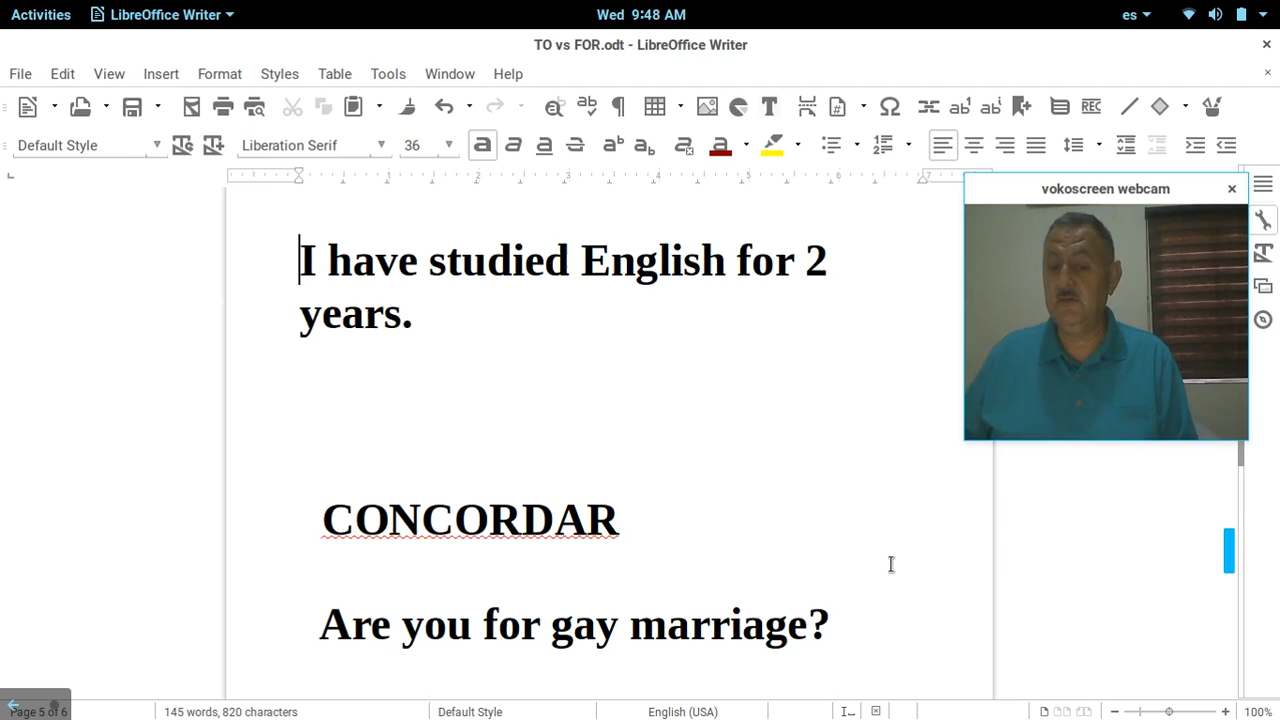 Activities LibreOffice Writer Wed 9:48 AM es
TO vs FOR.odt - LibreOffice Writer
File Edit View Insert Format Styles Table Tools Window Help
Default Style Liberation Serif 36
vokoscreen webcam
I have studied English for 2
years.
CONCORDAR
Are you for gay marriage?
Page 5 of 6 145 words, 820 characters Default Style English (USA) 100%